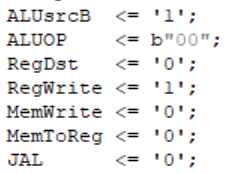 ALUsrcB <= '1';
ALUOP <= b"00";
RegDst <= '0';
RegWrite <= '1';
MemWrite <= '0';
MemToReg <= '0';
JAL <= '0';